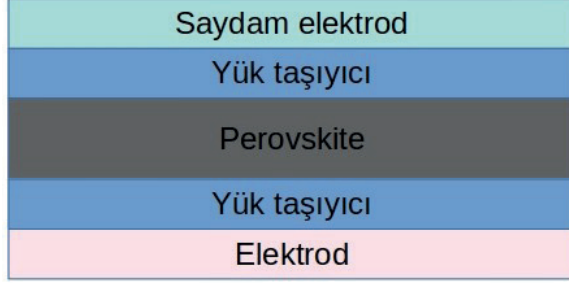 Saydam elektrod
Yük taşıyıcı
Perovskite
Yük taşıyıcı
Elektrod